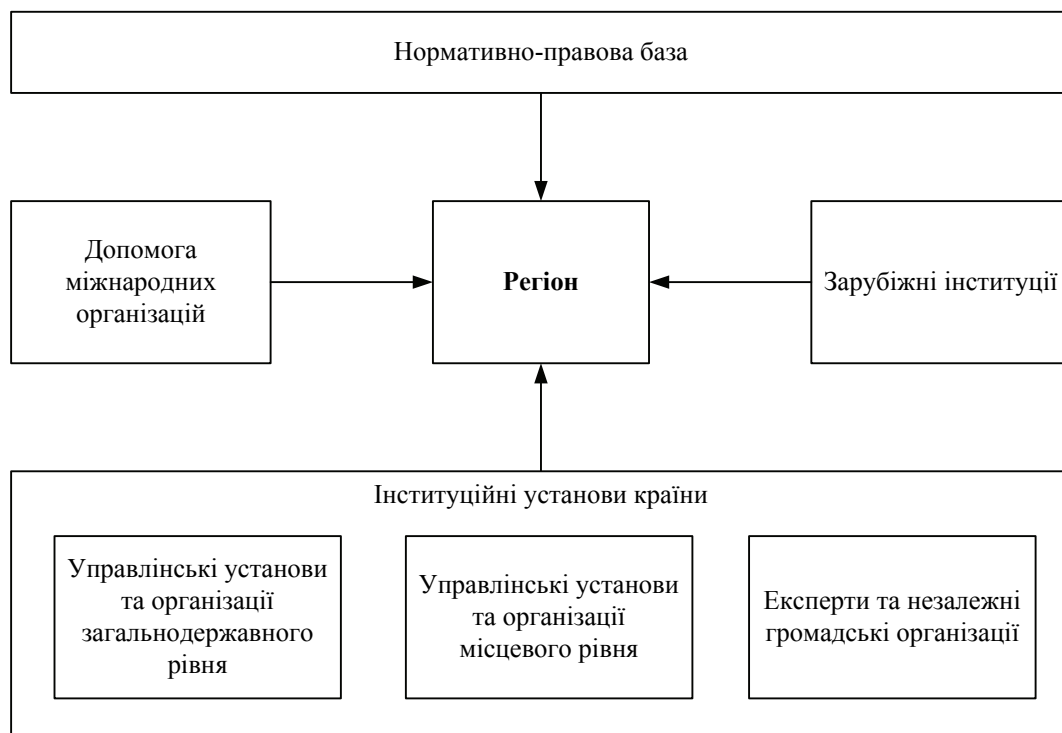 Нормативно-правова база
Допомога
міжнародних
організацій
Регіон
Зарубіжні інституції
Інституційні установи країни
Управлінські установи
та організації
загальнодержавного
рівня
Управлінські установи
та організації
місцевого рівня
Експерти та незалежні
громадські організації